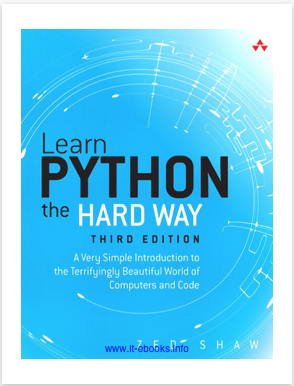 Learn
PYTHON
the HARD WAY
THIRD EDITION
A Very Simple Introduction to
the Terrifyingly Beautiful World of
Computers and Code
ZED SHAW
www.it-ebooks.info